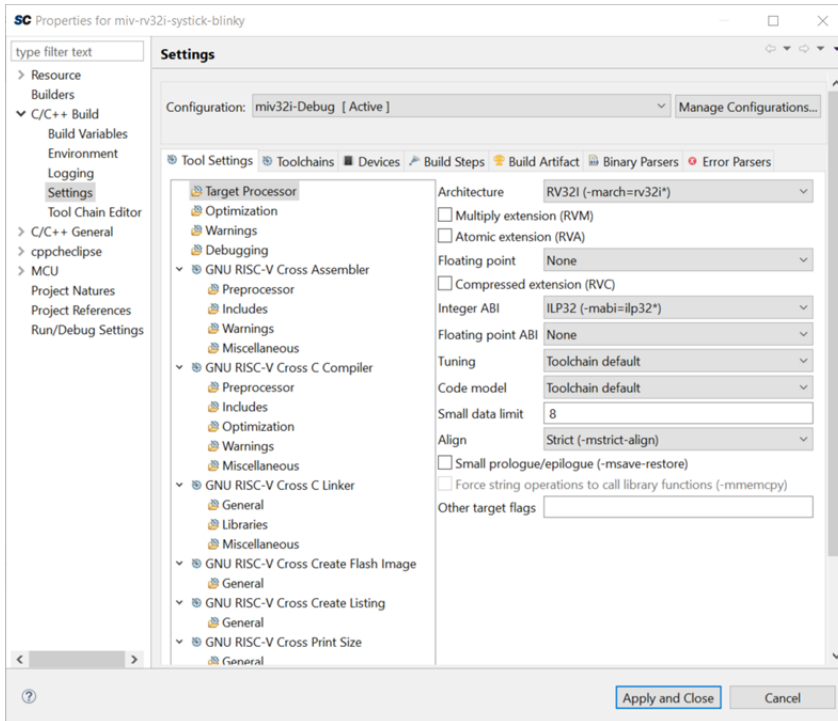 SC Properties for miv-rv32i-systick-blinky
type filter text
Resource
Builders
C/C++ Build
Build Variables
Environment
Logging
Settings
Tool Chain Editor
C/C++ General
cppcheclipse
MCU
Project Natures
Project References
Run/Debug Settings
Settings
Configuration: miv32i-Debug [ Active ]
Manage Configurations...
Tool Settings Toolchains Devices Build Steps Build Artifact Binary Parsers Error Parsers
Target Processor
Optimization
Warnings
Debugging
GNU RISC-V Cross Assembler
Preprocessor
Includes
Warnings
Miscellaneous
GNU RISC-V Cross C Compiler
Preprocessor
Includes
Optimization
Warnings
Miscellaneous
GNU RISC-V Cross C Linker
General
Libraries
Miscellaneous
GNU RISC-V Cross Create Flash Image
General
GNU RISC-V Cross Create Listing
General
GNU RISC-V Cross Print Size
General
Architecture RV32I (-march=rv32i*)
Multiply extension (RVM)
Atomic extension (RVA)
Floating point None
Compressed extension (RVC)
Integer ABI ILP32 (-mabi=ilp32*)
Floating point ABI None
Tuning Toolchain default
Code model Toolchain default
Small data limit 8
Align Strict (-mstrict-align)
Small prologue/epilogue (-msave-restore)
Force string operations to call library functions (-mmemcpy)
Other target flags
Apply and Close
Cancel